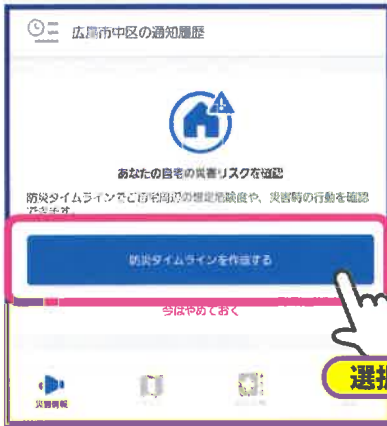 広島市中区の通知履歴
あなたの自宅の災害リスクを確認
防災タイムラインでご自宅周辺の想定危険度や、災害時の行動を確認
できます。
防災タイムラインを作成する
今はやめておく
選択
災害情報